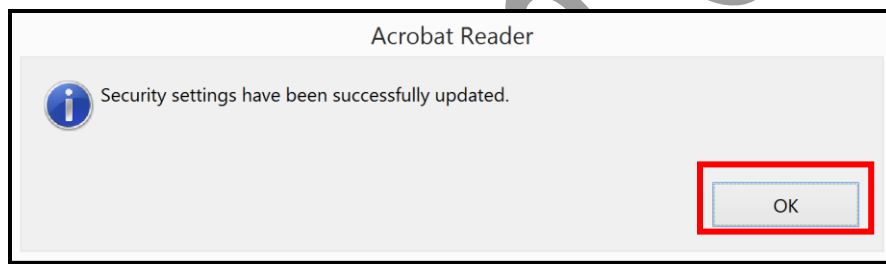 Acrobat Reader
Security settings have been successfully updated.
OK